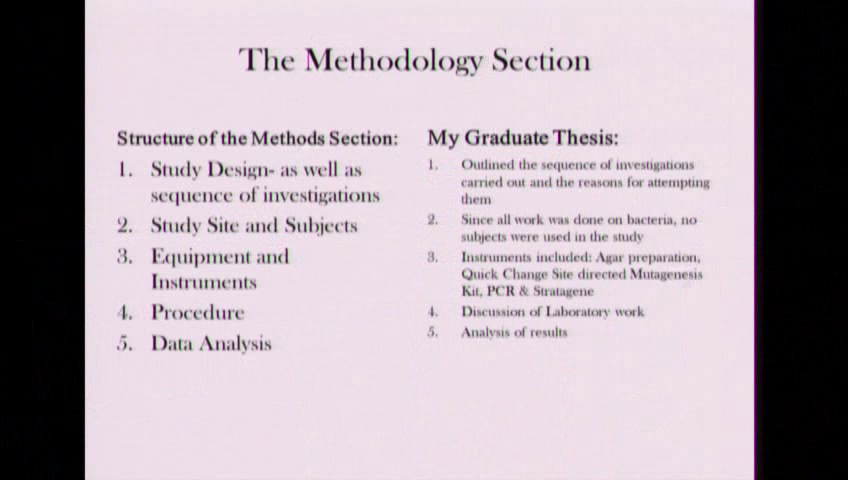 The Methodology Section
Structure of the Methods Section:
1. Study Design- as well as
sequence of investigations
2. Study Site and Subjects
3. Equipment and
Instruments
4. Procedure
5. Data Analysis
My Graduate Thesis:
1. Outlined the sequence of investigations
carried out and the reasons for attempting
them
2. Since all work was done on bacteria, no
subjects were used in the study
3. Instruments included: Agar preparation,
Quick Change Site directed Mutagenesis
Kit, PCR & Stratagene
4. Discussion of Laboratory work
5. Analysis of results